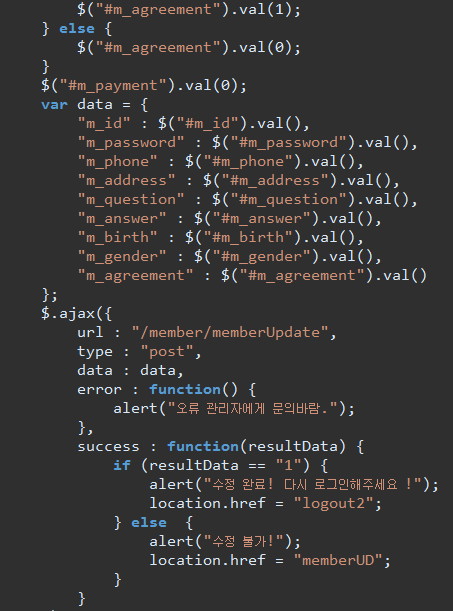 $("#m_agreement").val(1);
} else {
$("#m_agreement").val(0);
}
$("#m_payment").val(0);
var data = {
"m_id" : $("#m_id").val(),
"m_password" : $("#m_password").val(),
"m_phone" : $("#m_phone").val(),
"m_address" : $("#m_address").val(),
"m_question" : $("#m_question").val(),
"m_answer" : $("#m_answer").val(),
"m_birth" : $("#m_birth").val(),
"m_gender" : $("#m_gender").val(),
"m_agreement" : $("#m_agreement").val()
};
$.ajax({
url : "/member/memberUpdate",
type : "post",
data : data,
error : function() {
alert("오류 관리자에게 문의바람.");
},
success : function(resultData) {
if (resultData == "1") {
alert("수정 완료! 다시 로그인해주세요 !");
location.href = "logout2";
} else  {
alert("수정 불가!");
location.href = "memberUD";
}
}